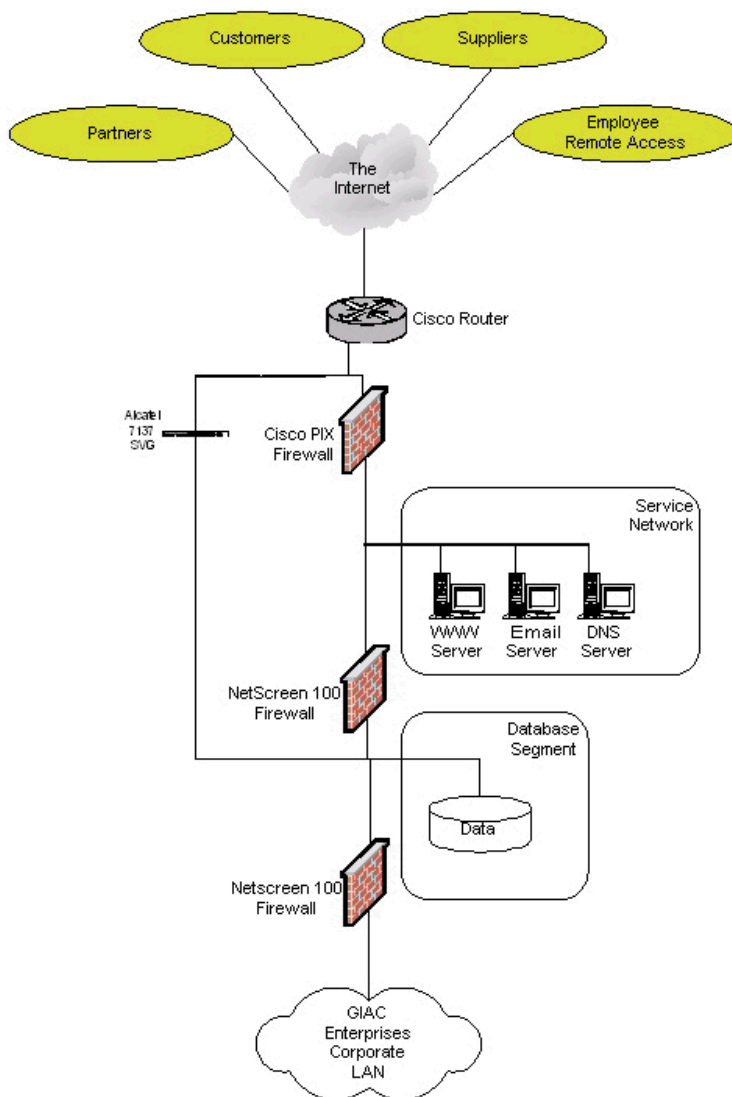 Customers
Suppliers
Partners
Employee
Remote Access
The
Internet
Cisco Router
Alcatel
7137
SVG
Cisco PIX
Firewall
Service
Network
WWW
Server
Email
Server
DNS
Server
NetScreen 100
Firewall
Database
Segment
Data
Netscreen 100
Firewall
GIAC
Enterprises
Corporate
LAN